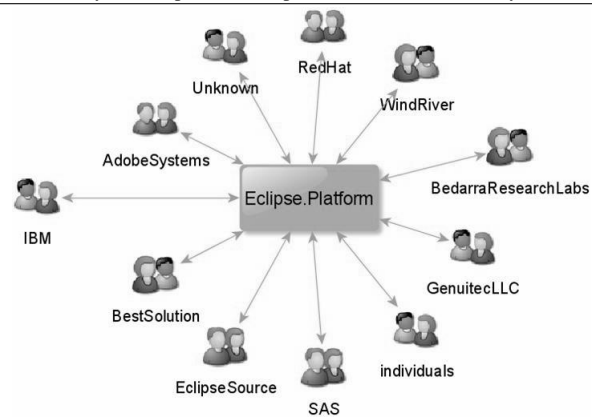 RedHat
Unknown
WindRiver
AdobeSystems
BedarraResearchLabs
Eclipse.Platform
IBM
GenuitecLLC
BestSolution
individuals
EclipseSource
SAS